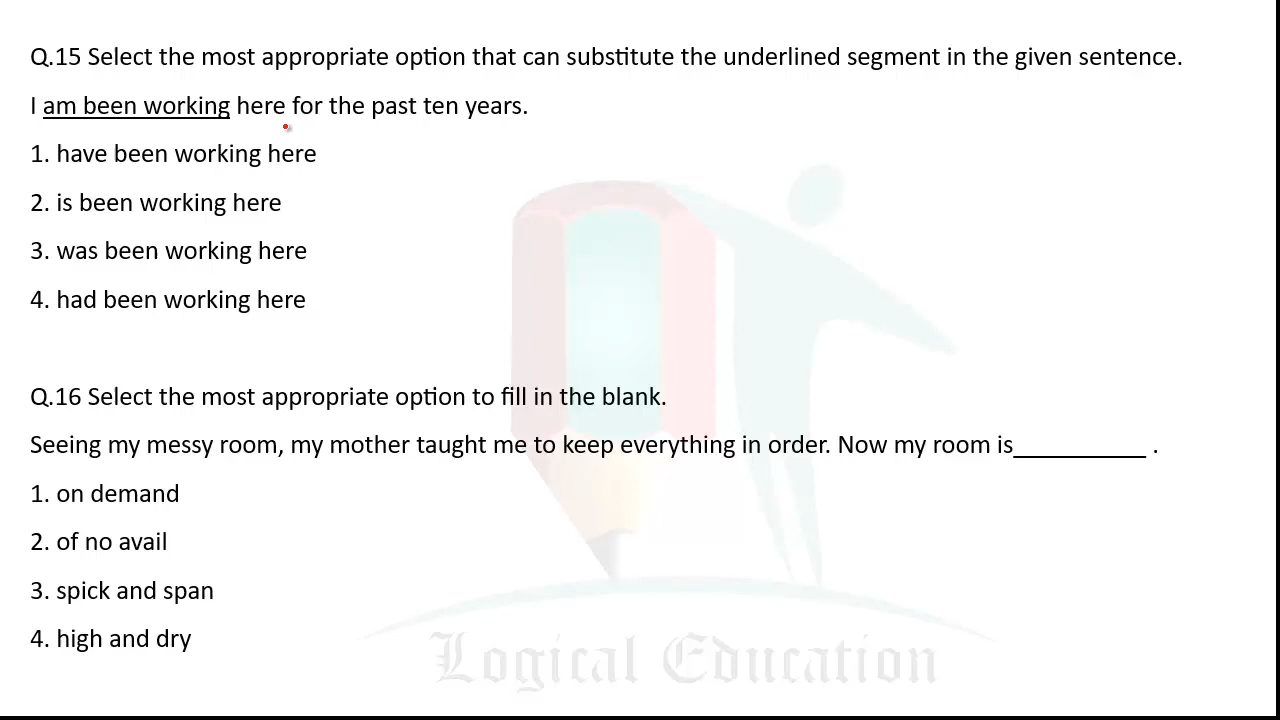 Q.15 Select the most appropriate option that can substitute the underlined segment in the given sentence.
I am been working here for the past ten years.
1. have been working here
2. is been working here
3. was been working here
4. had been working here
Q.16 Select the most appropriate option to fill in the blank.
Seeing my messy room, my mother taught me to keep everything in order. Now my room is__________ .
1. on demand
2. of no avail
3. spick and span
4. high and dry
Logical Education